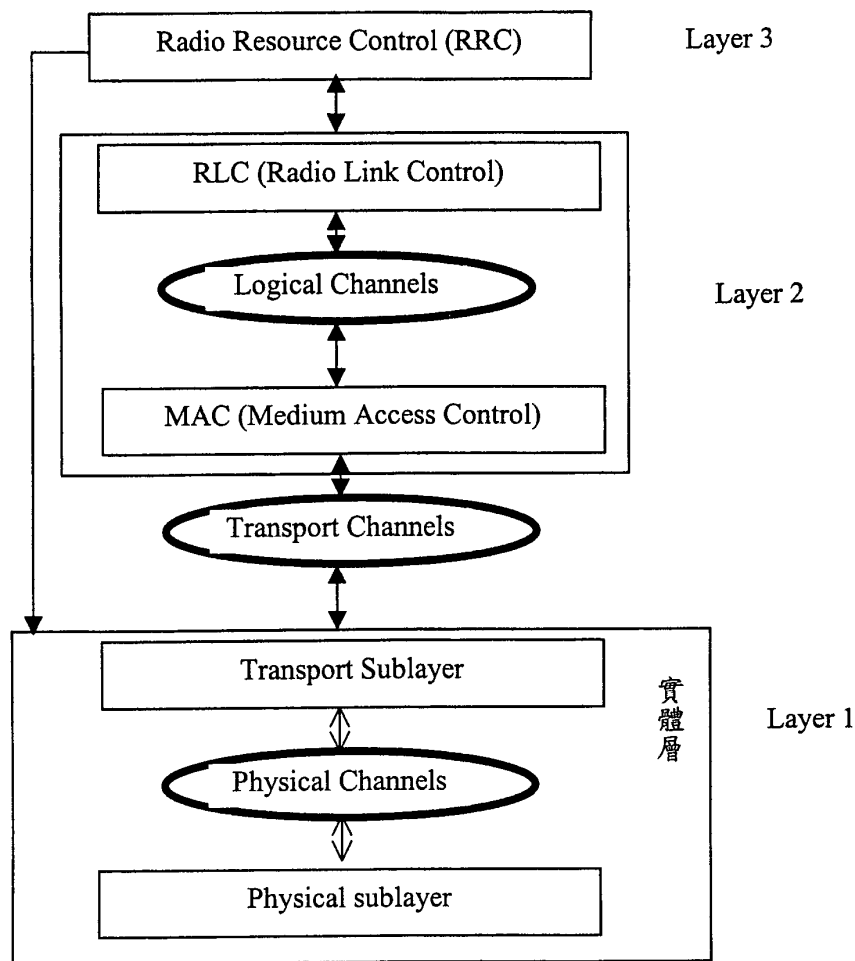 Radio Resource Control (RRC)
Layer 3
RLC (Radio Link Control)
Logical Channels
Layer 2
MAC (Medium Access Control)
Transport Channels
Transport Sublayer
實體層
Layer 1
Physical Channels
Physical sublayer